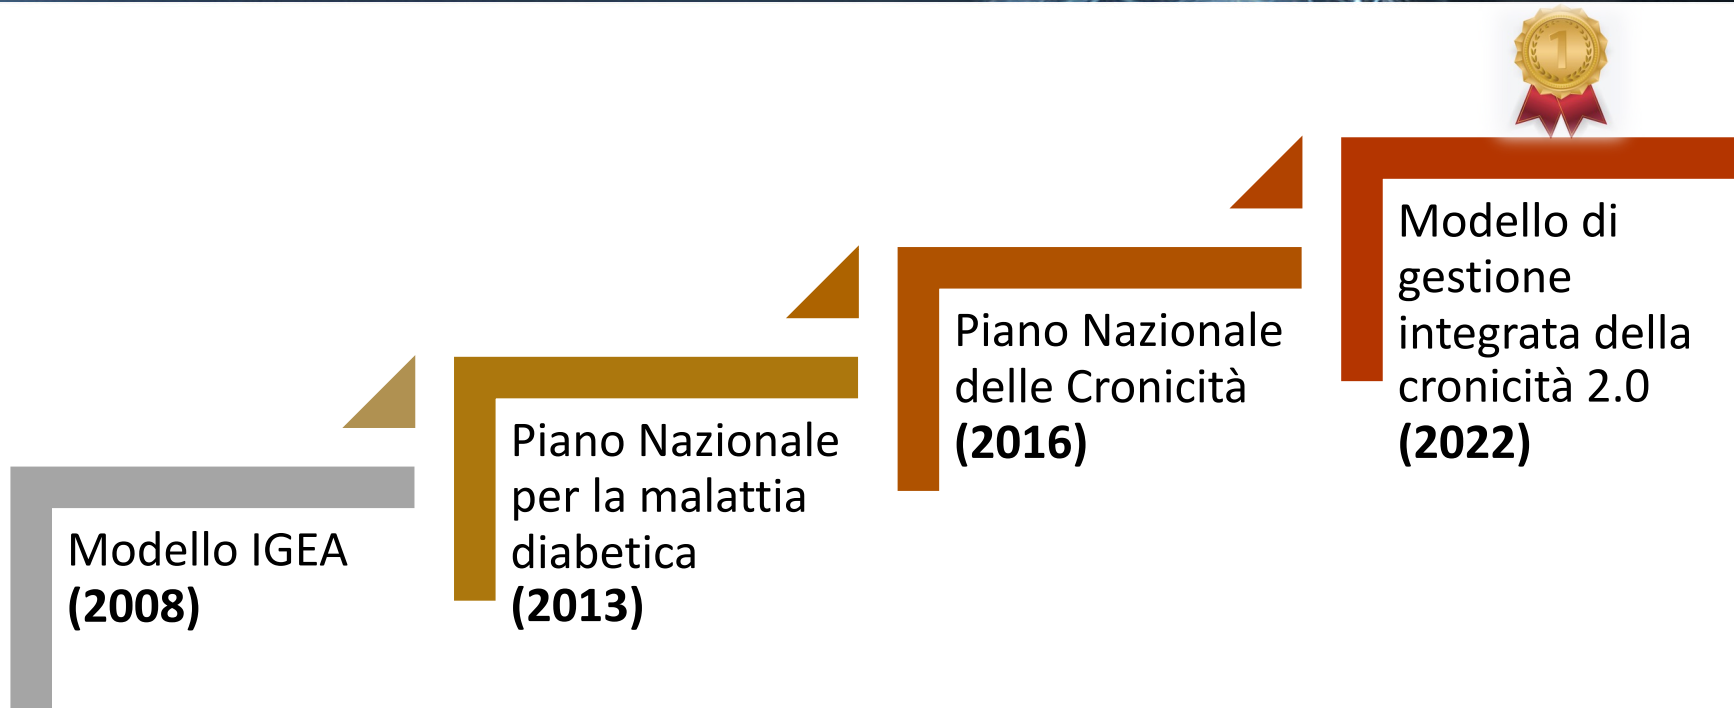 1
Modello IGEA
(2008)
Piano Nazionale
per la malattia
diabetica
(2013)
Piano Nazionale
delle Cronicità
(2016)
Modello di
gestione
integrata della
cronicità 2.0
(2022)